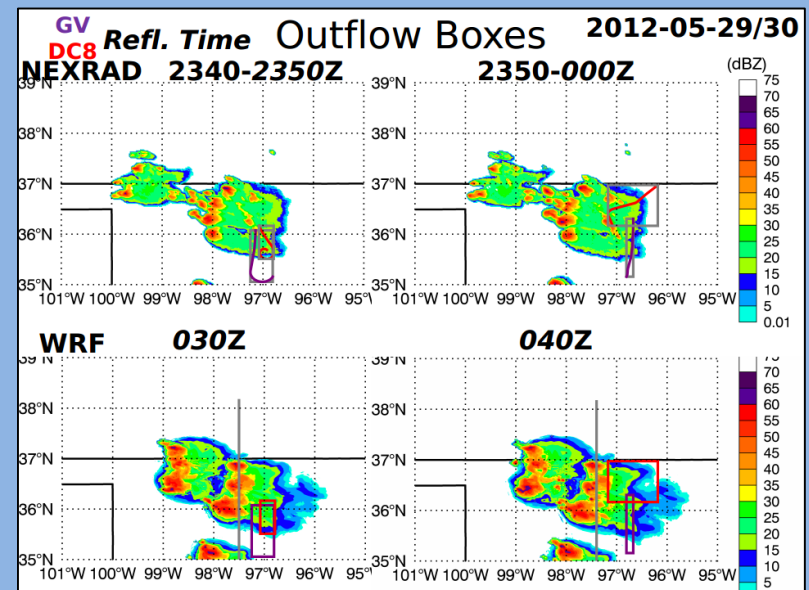 GV
DC8 Refl. Time Outflow Boxes 2012-05-29/30
NEXRAD 2340-2350Z 2350-000Z (dBZ)
39°N 39°N 75
70
65
38°N 38°N 60
55
50
37°N 37°N 45
40
35
36°N 36°N 30
25
20
15
35°N 35°N 10
101°W 100°W 99°W 98°W 97°W 96°W 95°W 101°W 100°W 99°W 98°W 97°W 96°W 95°W 5
0.01
WRF 030Z 040Z
39°N 39°N 75
70
65
38°N 38°N 60
55
50
37°N 37°N 45
40
35
36°N 36°N 30
25
20
15
35°N 35°N 10
101°W 100°W 99°W 98°W 97°W 96°W 95° 101°W 100°W 99°W 98°W 97°W 96°W 95°W 5